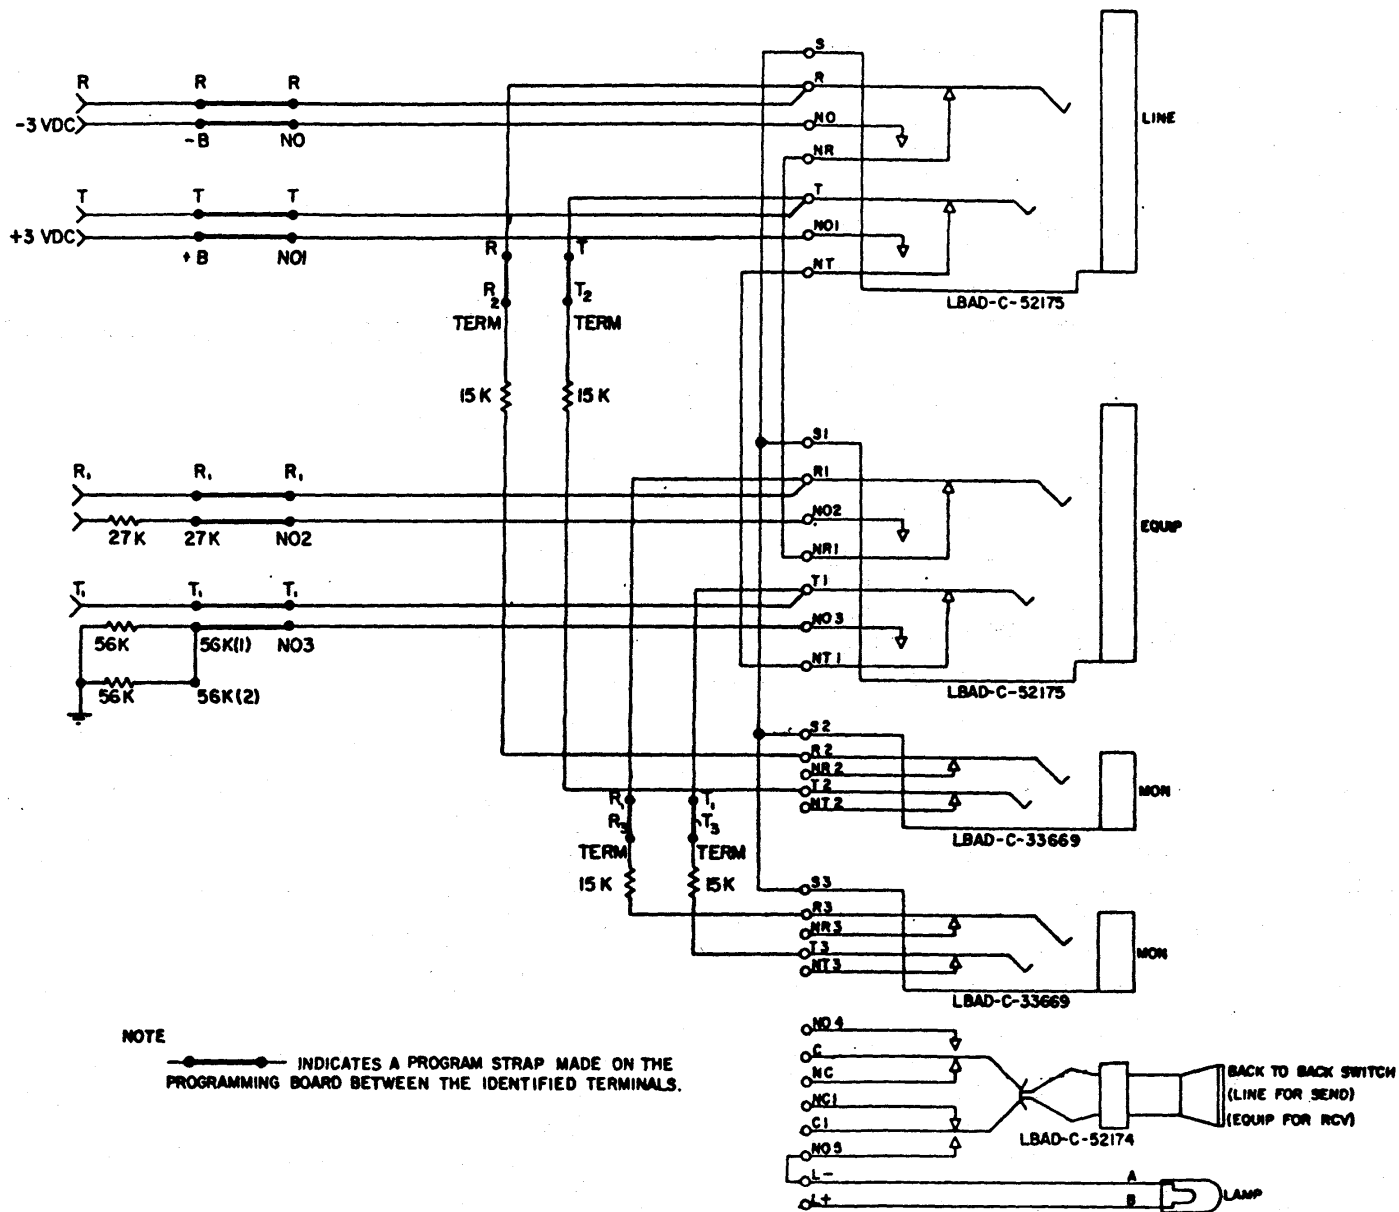 S
R R R
R
-3 VDC
NO
-B NO
LINE
NR
T T T
T
+3 VDC
NO1
+B NO1
R T
NT
R2 T2
LBAD-C-52175
TERM TERM
15K 15K
S1
R1 R1 R1
R1
NO2
27K 27K NO2
EQUIP
NR1
T1 T1 T1
T1
NO3
56K 56K(1) NO3
NT1
56K 56K(2)
LBAD-C-52175
S2
R2
NR2
T2
MON
R1 T1
NT2
R3 T3
LBAD-C-33669
TERM TERM
15K 15K
S3
R3
NR3
T3
MON
NT3
LBAD-C-33669
NOTE
INDICATES A PROGRAM STRAP MADE ON THE
PROGRAMMING BOARD BETWEEN THE IDENTIFIED TERMINALS.
NO4
C
NC
BACK TO BACK SWITCH
(LINE FOR SEND)
(EQUIP FOR RCV)
NC1
C1
LBAD-C-52174
NO5
L- A
L+ B
LAMP